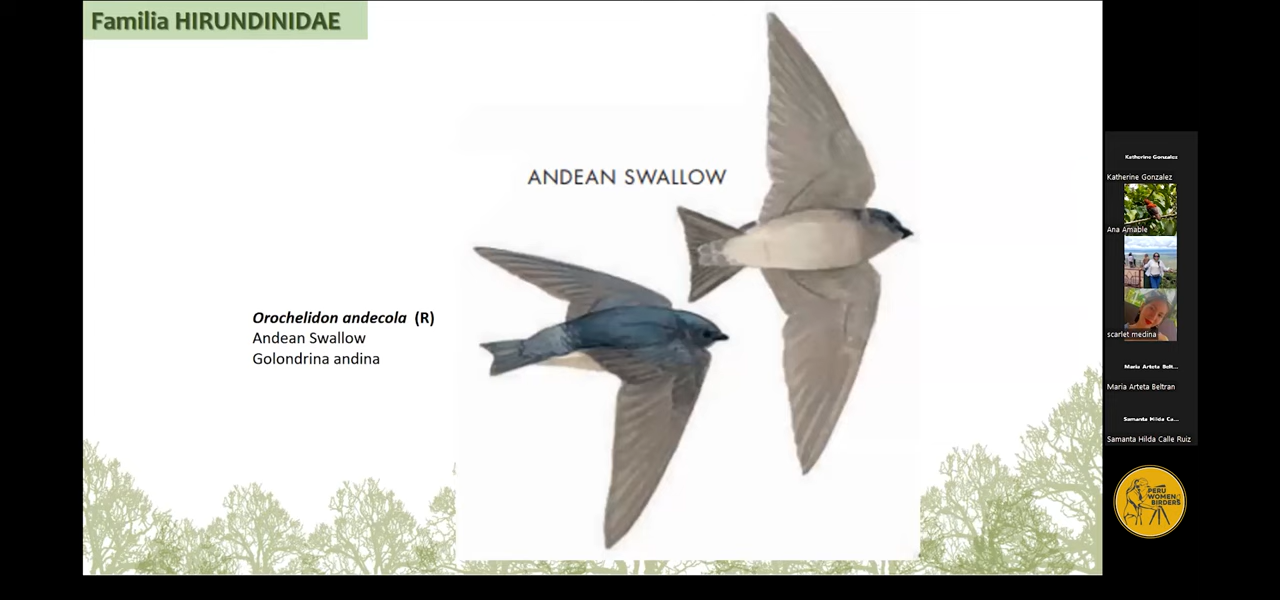 Familia HIRUNDINIDAE
ANDEAN SWALLOW
Orochelidon andecola (R)
Andean Swallow
Golondrina andina
Katherine Gonzalez
Katherine Gonzalez
Ana Amable
scarlet medina
Maria Arteta Belt...
Maria Arteta Beltran
Samanta Hilda Ca...
Samanta Hilda Calle Ruiz
PERU
WOMEN
BIRDERS